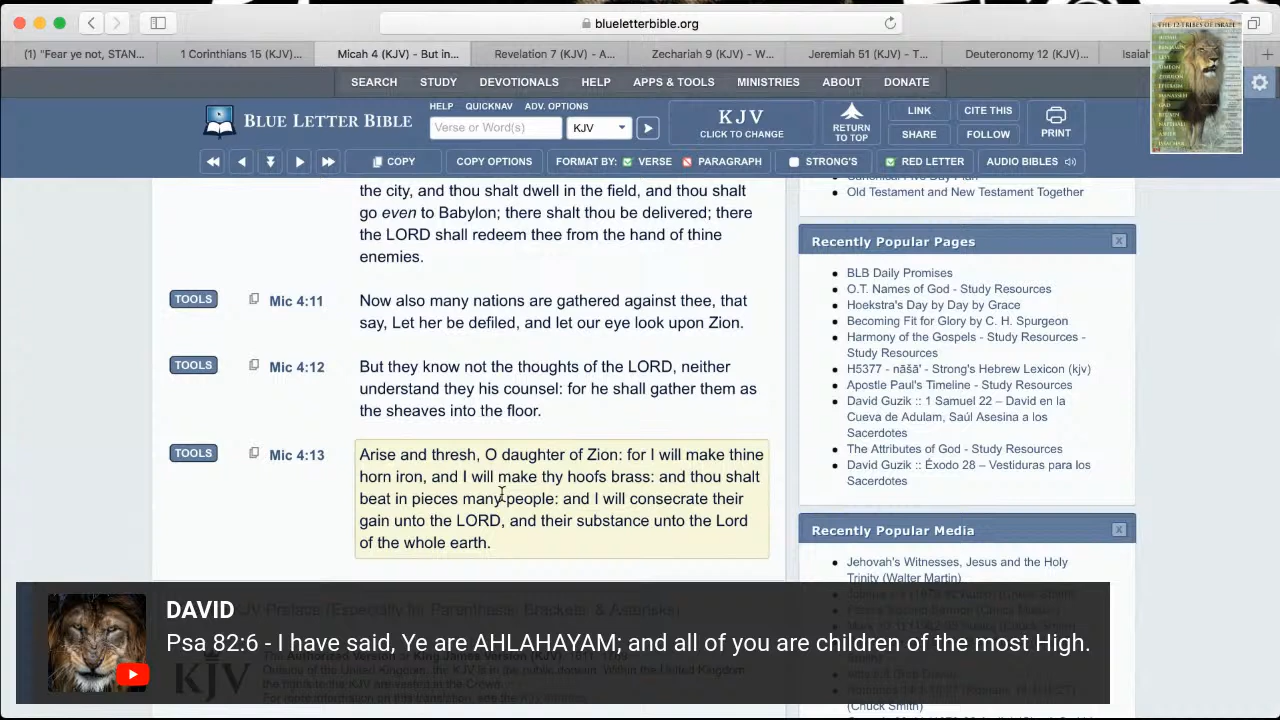 blueletterbible.org
(1) "Fear ye not, STAN...
1 Corinthians 15 (KJV)...
Micah 4 (KJV) - But in...
Revelation 7 (KJV) - A...
Zechariah 9 (KJV) - W...
Jeremiah 51 (KJV) - T...
Deuteronomy 12 (KJV)...
Isaiah
THE 12 TRIBES OF ISRAEL
SEARCH STUDY DEVOTIONALS HELP APPS & TOOLS MINISTRIES ABOUT DONATE
BLUE LETTER BIBLE
HELP QUICKNAV ADV. OPTIONS
Verse or Word(s)
KJV
KJV
CLICK TO CHANGE
RETURN
TO TOP
LINK
CITE THIS
SHARE
FOLLOW
PRINT
COPY COPY OPTIONS FORMAT BY: VERSE PARAGRAPH STRONG'S RED LETTER AUDIO BIBLES
the city, and thou shalt dwell in the field, and thou shalt
go even to Babylon; there shalt thou be delivered; there
the LORD shall redeem thee from the hand of thine
enemies.
TOOLS Mic 4:11 Now also many nations are gathered against thee, that
say, Let her be defiled, and let our eye look upon Zion.
TOOLS Mic 4:12 But they know not the thoughts of the LORD, neither
understand they his counsel: for he shall gather them as
the sheaves into the floor.
TOOLS Mic 4:13 Arise and thresh, O daughter of Zion: for I will make thine
horn iron, and I will make thy hoofs brass: and thou shalt
beat in pieces many people: and I will consecrate their
gain unto the LORD, and their substance unto the Lord
of the whole earth.
Old Testament and New Testament Together
Recently Popular Pages
BLB Daily Promises
O.T. Names of God - Study Resources
Hoekstra's Day by Day by Grace
Becoming Fit for Glory by C. H. Spurgeon
Harmony of the Gospels - Study Resources -
Study Resources
H5377 - nāšā' - Strong's Hebrew Lexicon (kjv)
Apostle Paul's Timeline - Study Resources
David Guzik :: 1 Samuel 22 – David en la
Cueva de Adulam, Saúl Asesina a los
Sacerdotes
The Attributes of God - Study Resources
David Guzik :: Éxodo 28 – Vestiduras para los
Sacerdotes
Recently Popular Media
Jehovah's Witnesses, Jesus and the Holy
Trinity (Walter Martin)
DAVID
Psa 82:6 - I have said, Ye are AHLAHAYAM; and all of you are children of the most High.
KJV
(Chuck Smith)